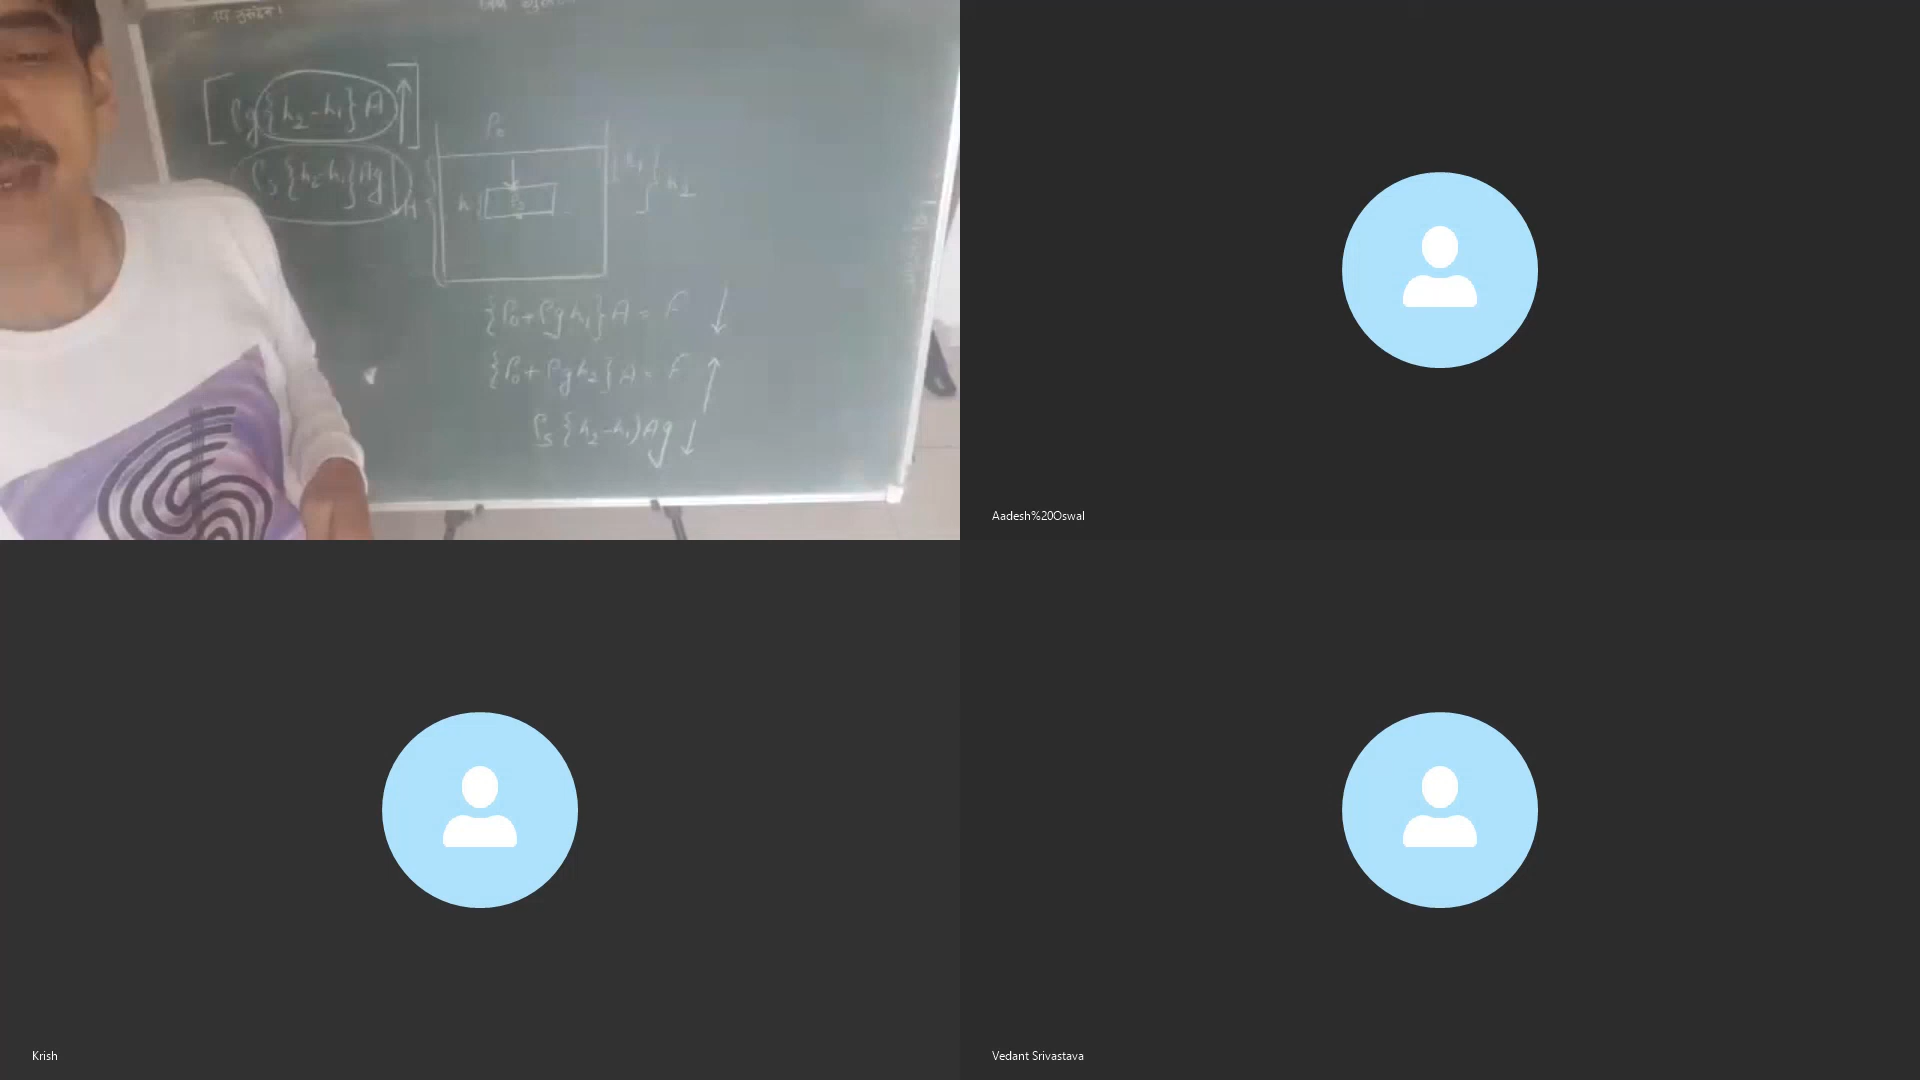 [ρg{h₂-h₁}A↑]
ρₛ{h₂-h₁}Ag↓
P₀
h₁
h₂
h
ρₛ
H
{P₀+ρgh₁}A = F ↓
{P₀+ρgh₂}A = F ↑
ρₛ{h₂-h₁)Ag ↓
Aadesh%20Oswal
Krish
Vedant Srivastava